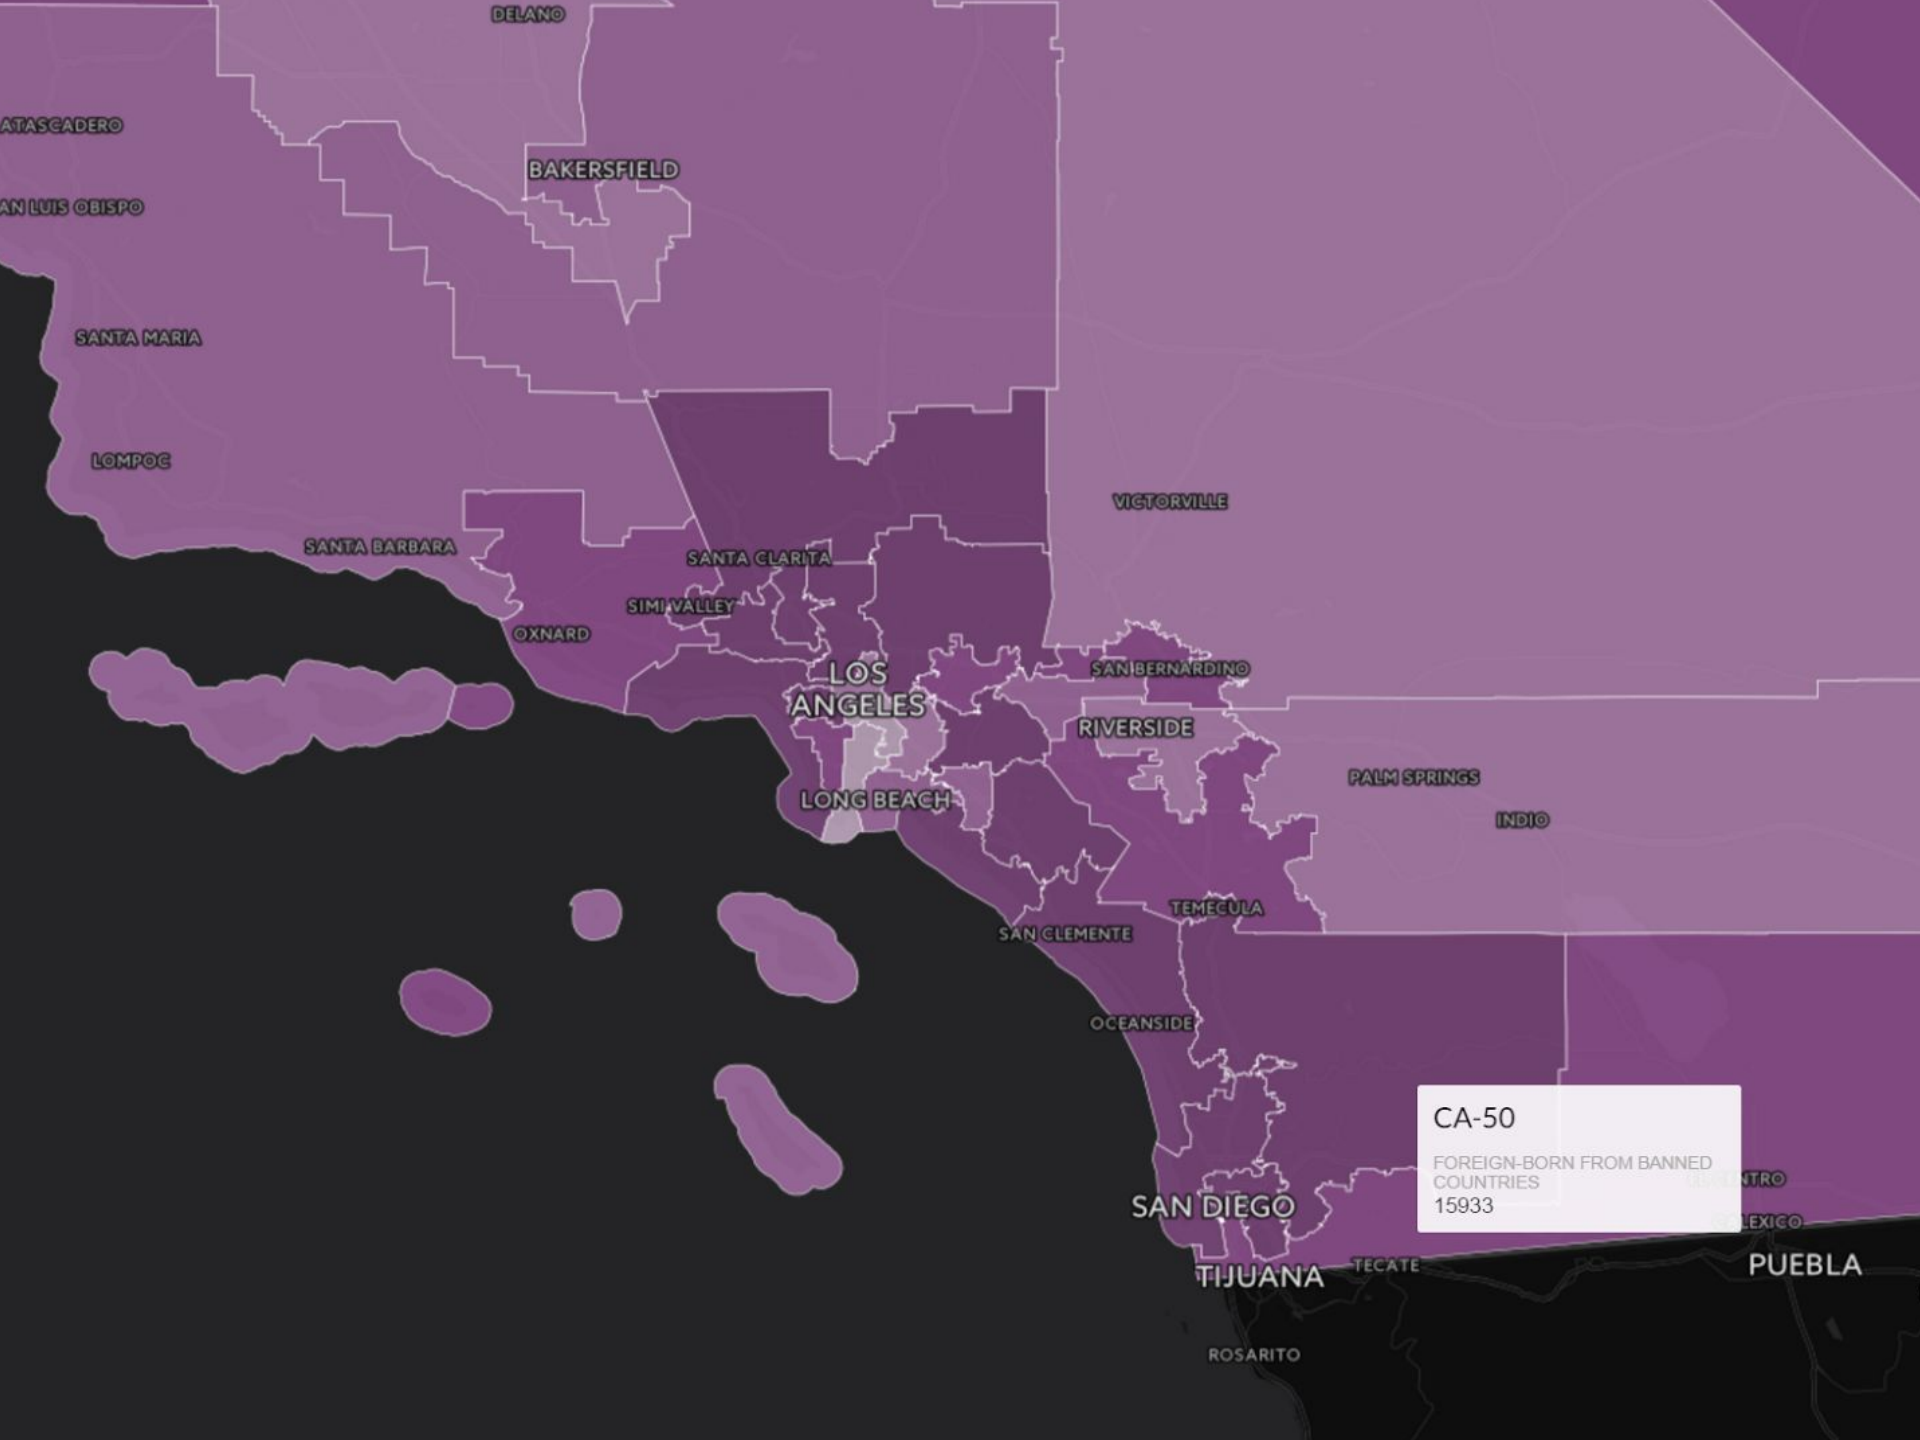 DELANO
ATASCADERO
BAKERSFIELD
AN LUIS OBISPO
SANTA MARIA
LOMPOC
VICTORVILLE
SANTA BARBARA
SANTA CLARITA
SIMI VALLEY
OXNARD
LOS
ANGELES
SAN BERNARDINO
RIVERSIDE
PALM SPRINGS
LONG BEACH
INDIO
TEMECULA
SAN CLEMENTE
OCEANSIDE
CA-50
FOREIGN-BORN FROM BANNED
COUNTRIES
15933
NTRO
LEXICO
SAN DIEGO
TIJUANA
TECATE
PUEBLA
ROSARITO